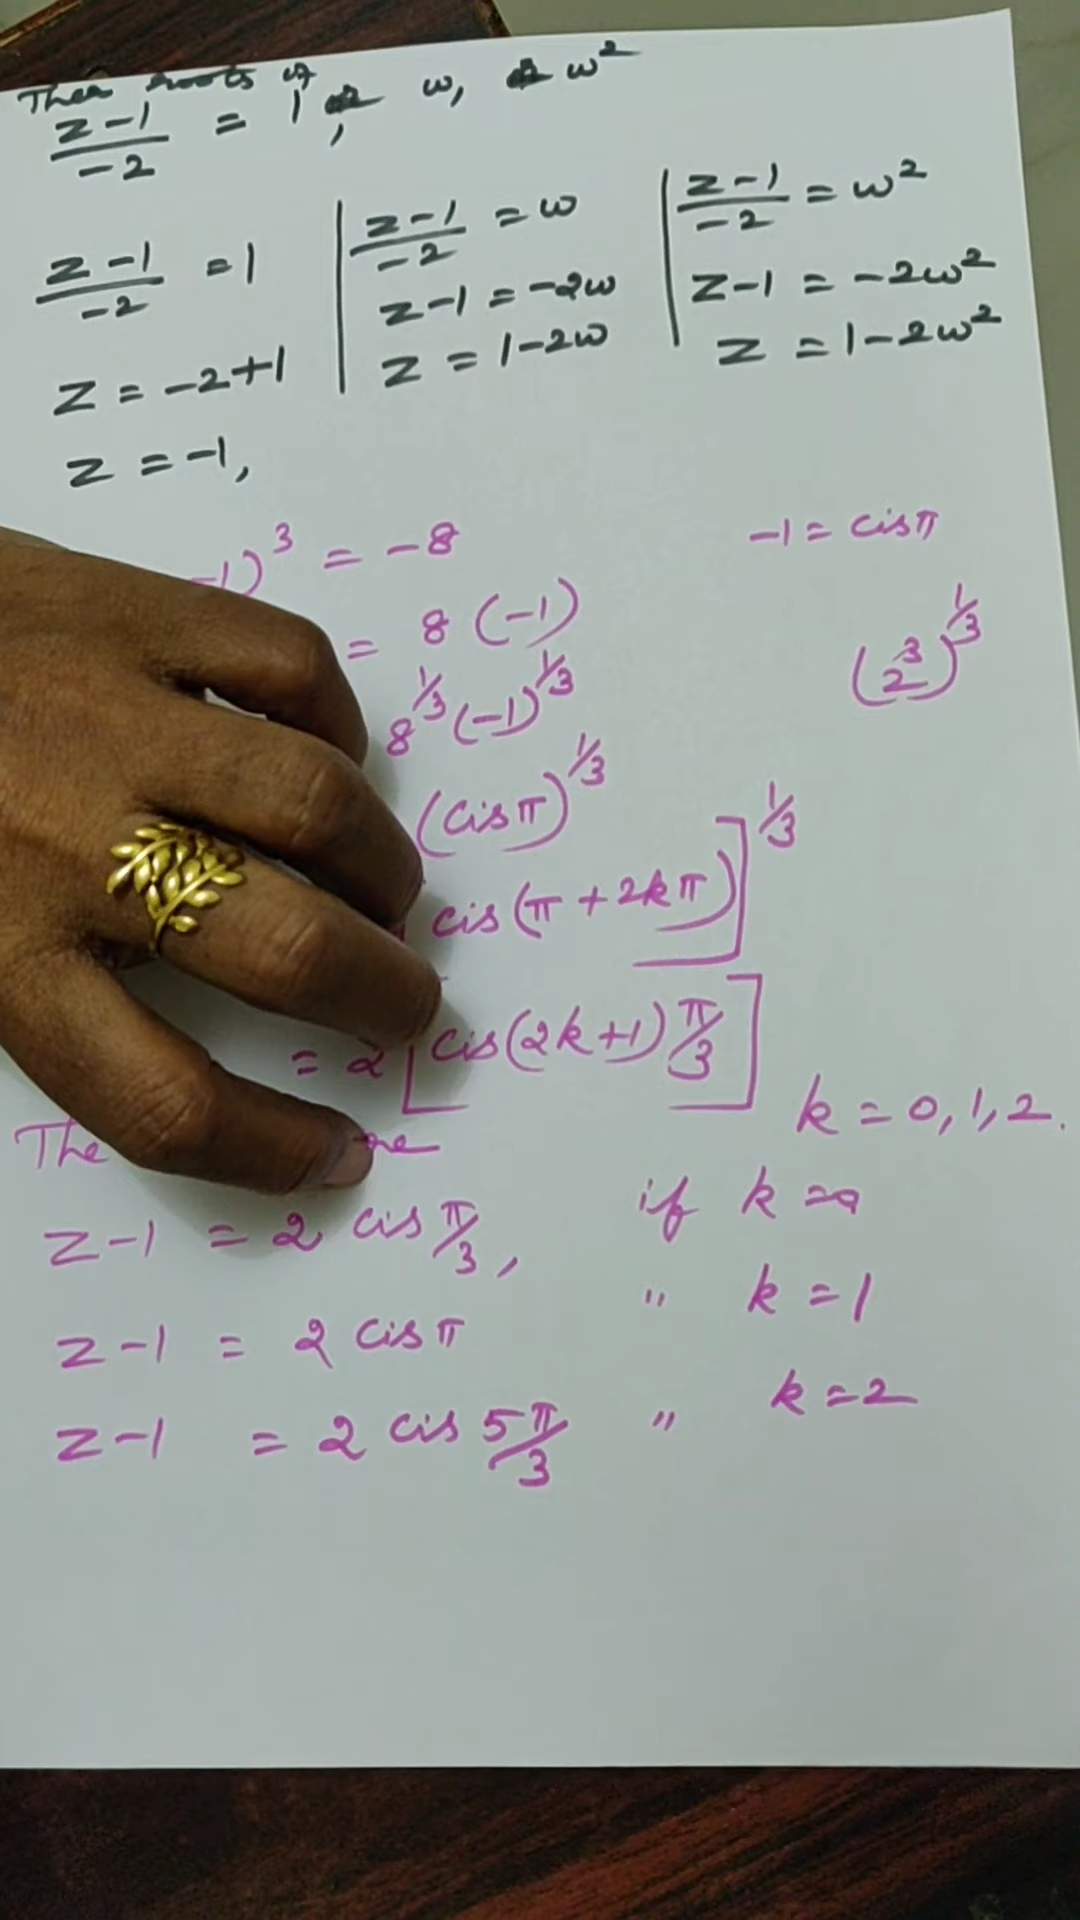 The roots of
z-1/-2 = 1, ω, ω²
z-1/-2 = 1 | z-1/-2 = ω | z-1/-2 = ω²
z = -2+1 | z-1 = -2ω | z-1 = -2ω²
z = 1-2ω | z = 1-2ω²
z = -1,
-1)³ = -8 -1 = cis π
= 8 (-1) (2³)^1/3
8^1/3 (-1)^1/3
(cis π)^1/3
cis (π + 2kπ)]^1/3
= 2 [cis (2k+1) π/3]
k = 0, 1, 2.
The re
z-1 = 2 cis π/3, if k = 0
z-1 = 2 cis π " k = 1
z-1 = 2 cis 5π/3 " k = 2